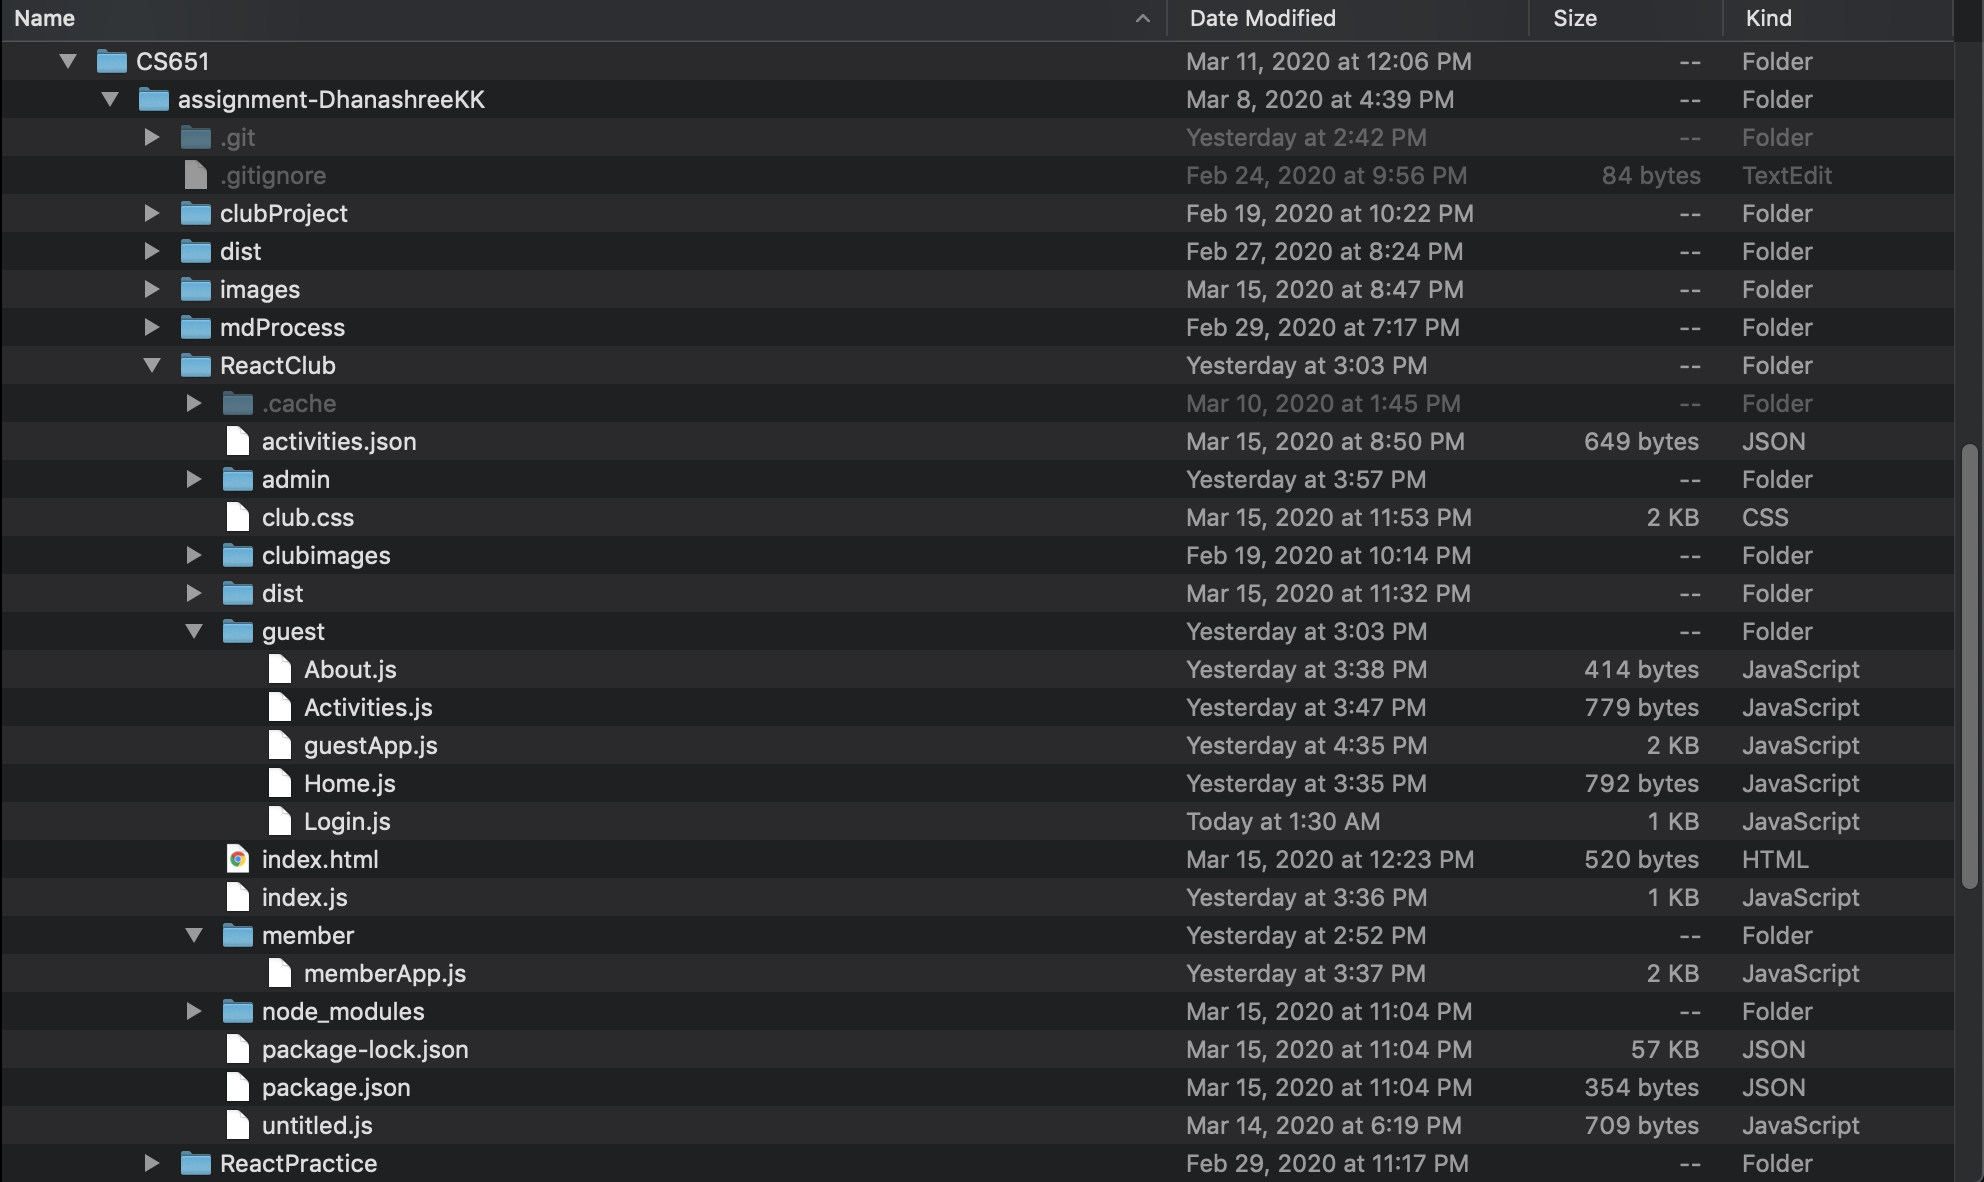 Name Date Modified Size Kind
CS651 Mar 11, 2020 at 12:06 PM -- Folder
assignment-DhanashreeKK Mar 8, 2020 at 4:39 PM -- Folder
.git Yesterday at 2:42 PM -- Folder
.gitignore Feb 24, 2020 at 9:56 PM 84 bytes TextEdit
clubProject Feb 19, 2020 at 10:22 PM -- Folder
dist Feb 27, 2020 at 8:24 PM -- Folder
images Mar 15, 2020 at 8:47 PM -- Folder
mdProcess Feb 29, 2020 at 7:17 PM -- Folder
ReactClub Yesterday at 3:03 PM -- Folder
.cache Mar 10, 2020 at 1:45 PM -- Folder
activities.json Mar 15, 2020 at 8:50 PM 649 bytes JSON
admin Yesterday at 3:57 PM -- Folder
club.css Mar 15, 2020 at 11:53 PM 2 KB CSS
clubimages Feb 19, 2020 at 10:14 PM -- Folder
dist Mar 15, 2020 at 11:32 PM -- Folder
guest Yesterday at 3:03 PM -- Folder
About.js Yesterday at 3:38 PM 414 bytes JavaScript
Activities.js Yesterday at 3:47 PM 779 bytes JavaScript
guestApp.js Yesterday at 4:35 PM 2 KB JavaScript
Home.js Yesterday at 3:35 PM 792 bytes JavaScript
Login.js Today at 1:30 AM 1 KB JavaScript
index.html Mar 15, 2020 at 12:23 PM 520 bytes HTML
index.js Yesterday at 3:36 PM 1 KB JavaScript
member Yesterday at 2:52 PM -- Folder
memberApp.js Yesterday at 3:37 PM 2 KB JavaScript
node_modules Mar 15, 2020 at 11:04 PM -- Folder
package-lock.json Mar 15, 2020 at 11:04 PM 57 KB JSON
package.json Mar 15, 2020 at 11:04 PM 354 bytes JSON
untitled.js Mar 14, 2020 at 6:19 PM 709 bytes JavaScript
ReactPractice Feb 29, 2020 at 11:17 PM -- Folder